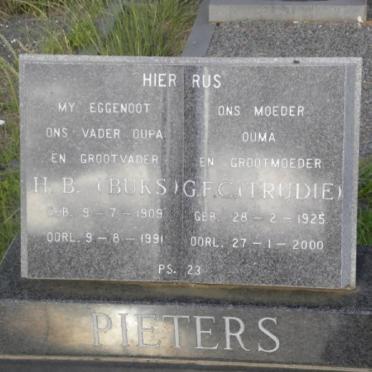 HIER RUS
MY EGGENOOT
ONS VADER OUPA
EN GROOTVADER
H.B. (BUKS)
GEB. 9-7-1909
OORL. 9-8-1991
ONS MOEDER
OUMA
EN GROOTMOEDER
G.F.C. (TRUDIE)
GEB. 28-2-1925
OORL. 27-1-2000
PS. 23
PIETERS